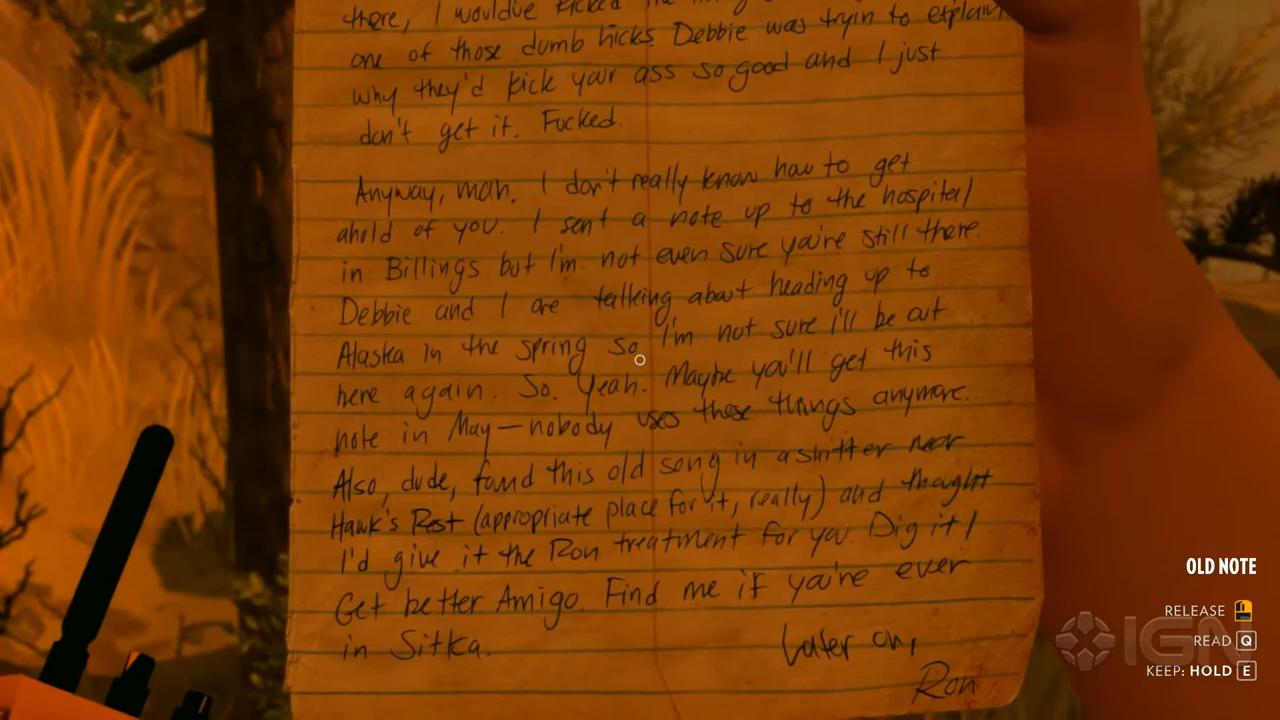 there, I wouldve kicked the
one of those dumb hicks. Debbie was tryin to explain
why they'd kick your ass so good and I just
don't get it. Fucked.
Anyway, man, I don't really know how to get
ahold of you. I sent a note up to the hospital
in Billings but I'm not even sure you're still there.
Debbie and I are talking about heading up to
Alaska in the spring so I'm not sure I'll be out
here again. So. Yeah. Maybe you'll get this
note in May—nobody uses these things anymore.
Also, dude, found this old song in a shitter near
Hawk's Rest (appropriate place for it, really) and thought
I'd give it the Ron treatment for you. Dig it!
Get better Amigo. Find me if you're ever
in Sitka.
Later on,
Ron
OLD NOTE
RELEASE
READ Q
KEEP: HOLD E
IGN